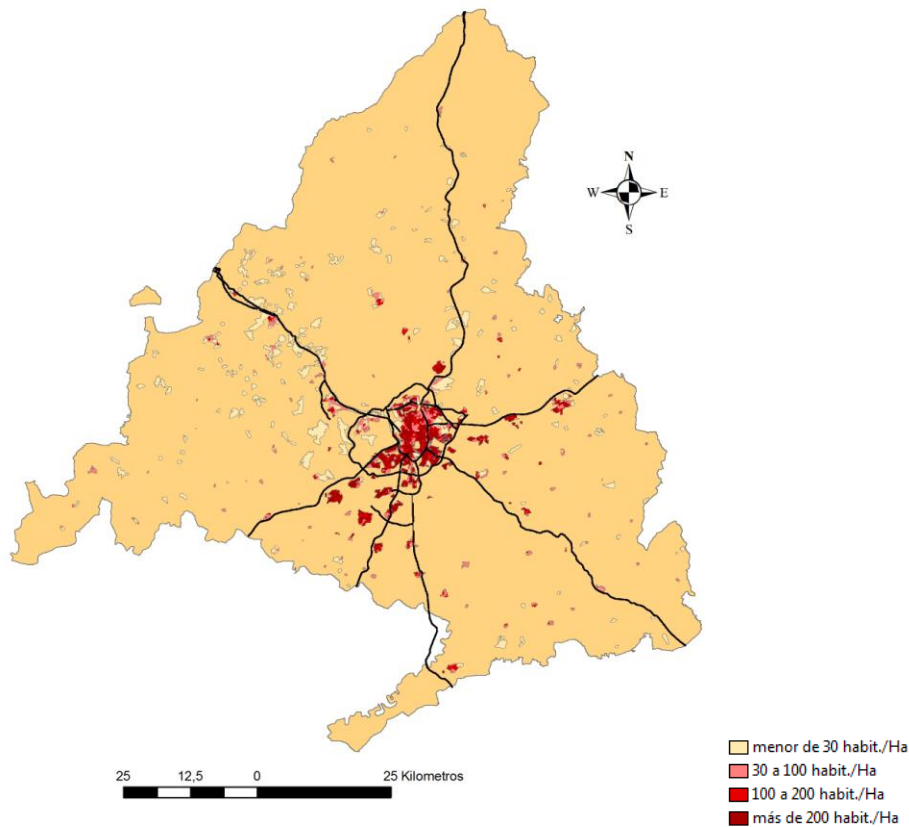 N
W E
S
25 12,5 0 25 Kilometros
menor de 30 habit./Ha
30 a 100 habit./Ha
100 a 200 habit./Ha
más de 200 habit./Ha